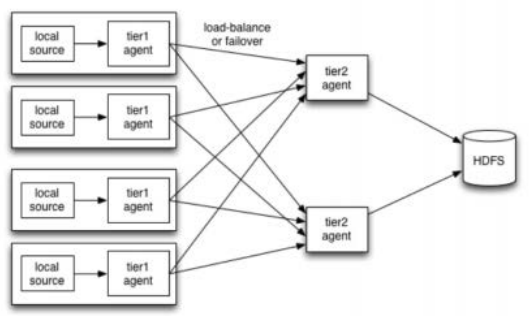 local
source
tier1
agent
load-balance
or failover
local
source
tier1
agent
tier2
agent
HDFS
local
source
tier1
agent
tier2
agent
local
source
tier1
agent